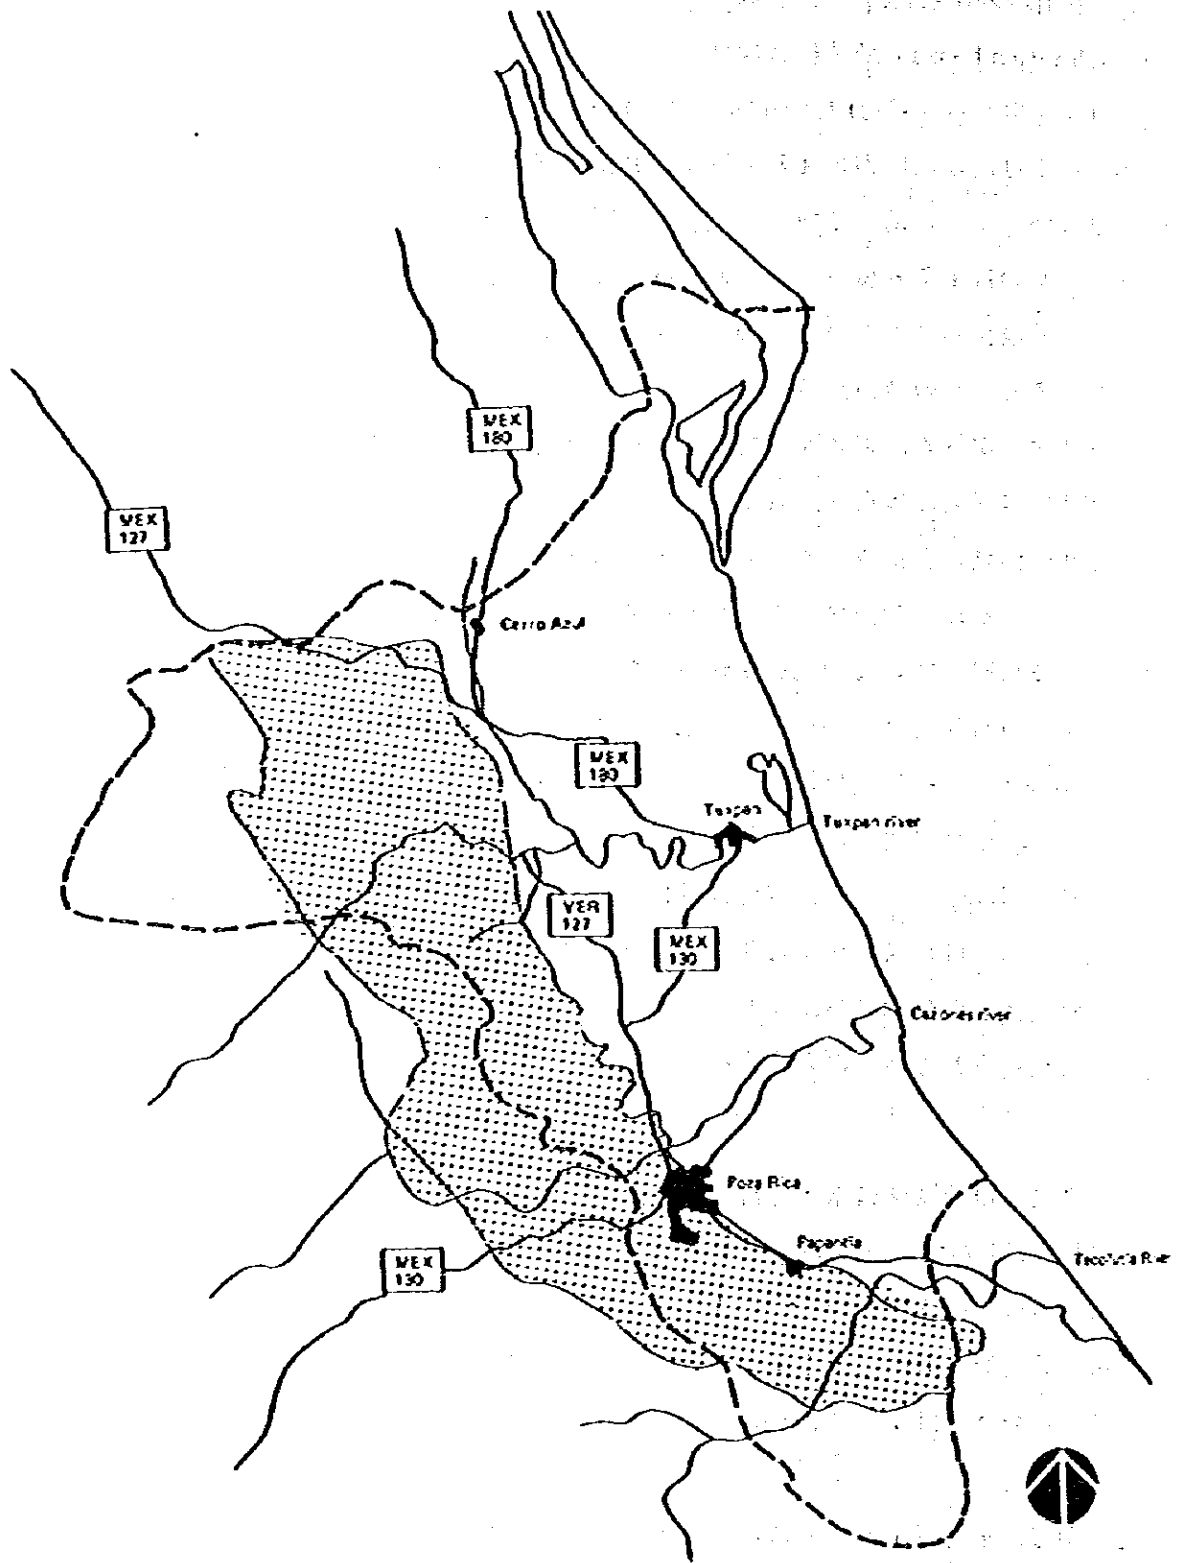 MEX
180
MEX
127
Cerro Azul
MEX
180
Tuxpan
Tuxpan river
VER
127
MEX
130
Cazones river
Poza Rica
Papantla
Tecolutla River
MEX
130